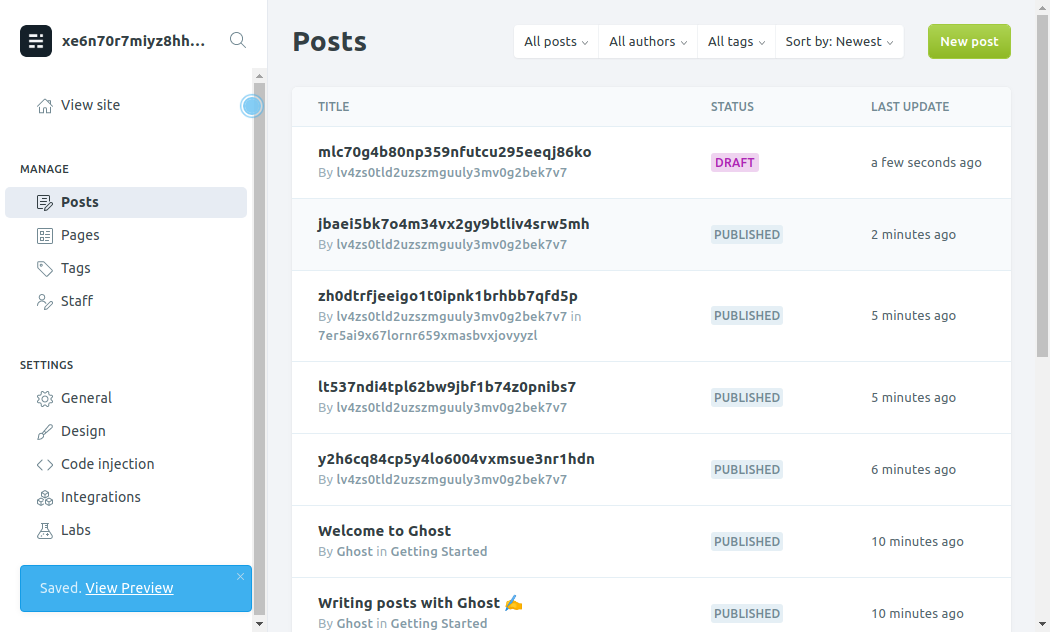 xe6n70r7miyz8hh...
View site
MANAGE
Posts
Pages
Tags
Staff
SETTINGS
General
Design
Code injection
Integrations
Labs
Saved. View Preview
Posts
All posts All authors All tags Sort by: Newest New post
TITLE STATUS LAST UPDATE
mlc70g4b80np359nfutcu295eeqj86ko
By lv4zs0tld2uzszmguuly3mv0g2bek7v7
DRAFT a few seconds ago
jbaei5bk7o4m34vx2gy9btliv4srw5mh
By lv4zs0tld2uzszmguuly3mv0g2bek7v7
PUBLISHED 2 minutes ago
zh0dtrfjeeigo1t0ipnk1brhbb7qfd5p
By lv4zs0tld2uzszmguuly3mv0g2bek7v7 in
7er5ai9x67lornr659xmasbvxjovyyzl
PUBLISHED 5 minutes ago
lt537ndi4tpl62bw9jbf1b74z0pnibs7
By lv4zs0tld2uzszmguuly3mv0g2bek7v7
PUBLISHED 5 minutes ago
y2h6cq84cp5y4lo6004vxmsue3nr1hdn
By lv4zs0tld2uzszmguuly3mv0g2bek7v7
PUBLISHED 6 minutes ago
Welcome to Ghost
By Ghost in Getting Started
PUBLISHED 10 minutes ago
Writing posts with Ghost ✍️
By Ghost in Getting Started
PUBLISHED 10 minutes ago